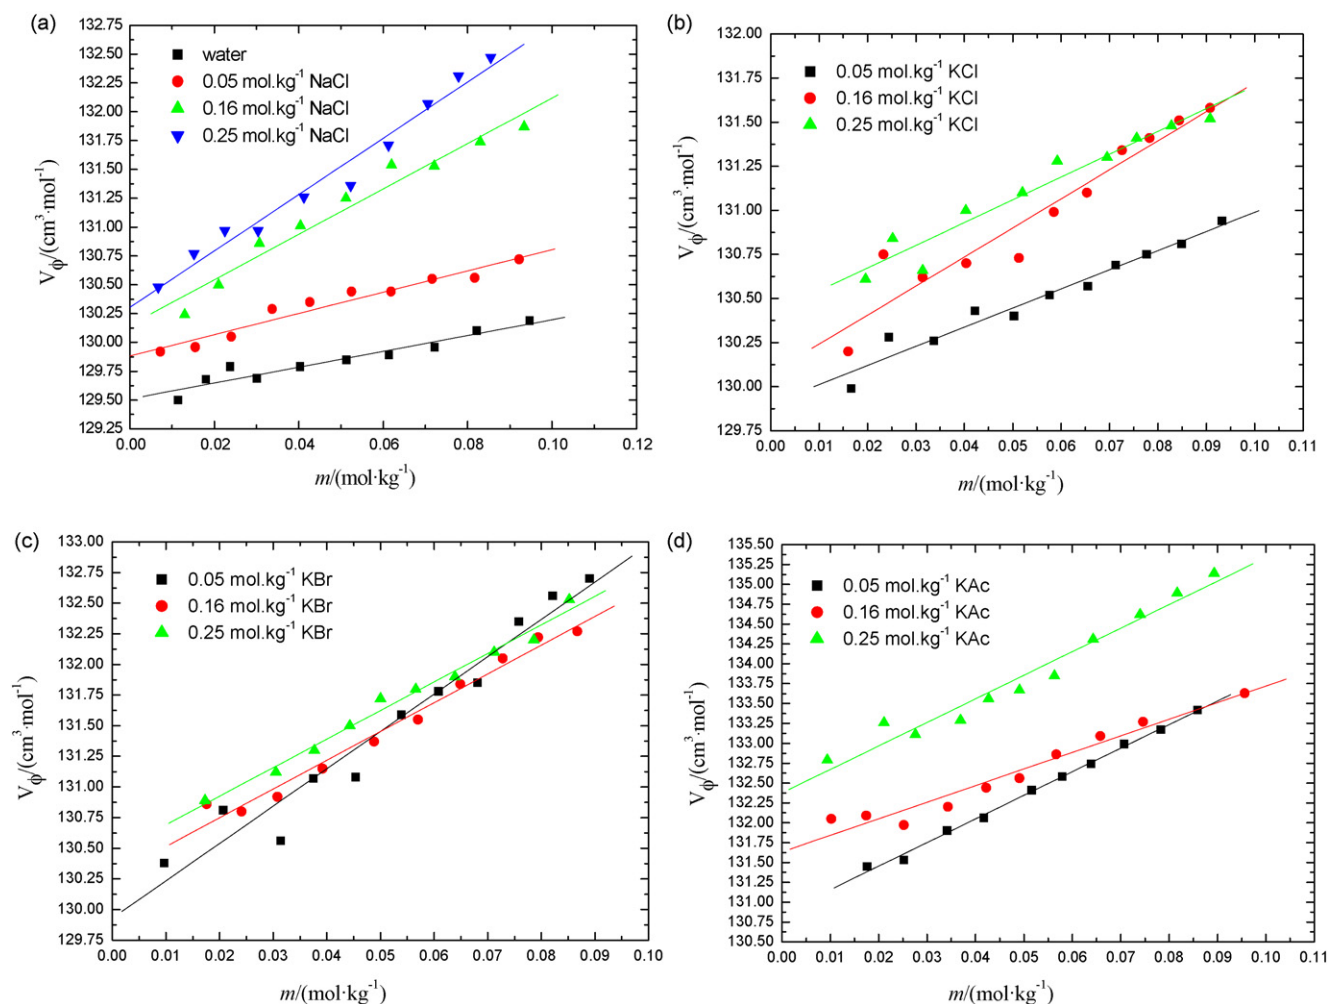 (a)
132.75
132.50
132.25
132.00
131.75
131.50
131.25
131.00
130.75
130.50
130.25
130.00
129.75
129.50
129.25
V_ϕ/(cm³·mol⁻¹)
water
0.05 mol.kg⁻¹ NaCl
0.16 mol.kg⁻¹ NaCl
0.25 mol.kg⁻¹ NaCl
0.00 0.02 0.04 0.06 0.08 0.10 0.12
m/(mol·kg⁻¹)
(b)
132.00
131.75
131.50
131.25
131.00
130.75
130.50
130.25
130.00
129.75
V_ϕ/(cm³·mol⁻¹)
0.05 mol.kg⁻¹ KCl
0.16 mol.kg⁻¹ KCl
0.25 mol.kg⁻¹ KCl
0.00 0.01 0.02 0.03 0.04 0.05 0.06 0.07 0.08 0.09 0.10 0.11
m/(mol·kg⁻¹)
(c)
133.00
132.75
132.50
132.25
132.00
131.75
131.50
131.25
131.00
130.75
130.50
130.25
130.00
129.75
V_ϕ/(cm³·mol⁻¹)
0.05 mol.kg⁻¹ KBr
0.16 mol.kg⁻¹ KBr
0.25 mol.kg⁻¹ KBr
0.00 0.01 0.02 0.03 0.04 0.05 0.06 0.07 0.08 0.09 0.10
m/(mol·kg⁻¹)
(d)
135.50
135.25
135.00
134.75
134.50
134.25
134.00
133.75
133.50
133.25
133.00
132.75
132.50
132.25
132.00
131.75
131.50
131.25
131.00
130.75
130.50
V_ϕ/(cm³·mol⁻¹)
0.05 mol.kg⁻¹ KAc
0.16 mol.kg⁻¹ KAc
0.25 mol.kg⁻¹ KAc
0.00 0.01 0.02 0.03 0.04 0.05 0.06 0.07 0.08 0.09 0.10 0.11
m/(mol·kg⁻¹)